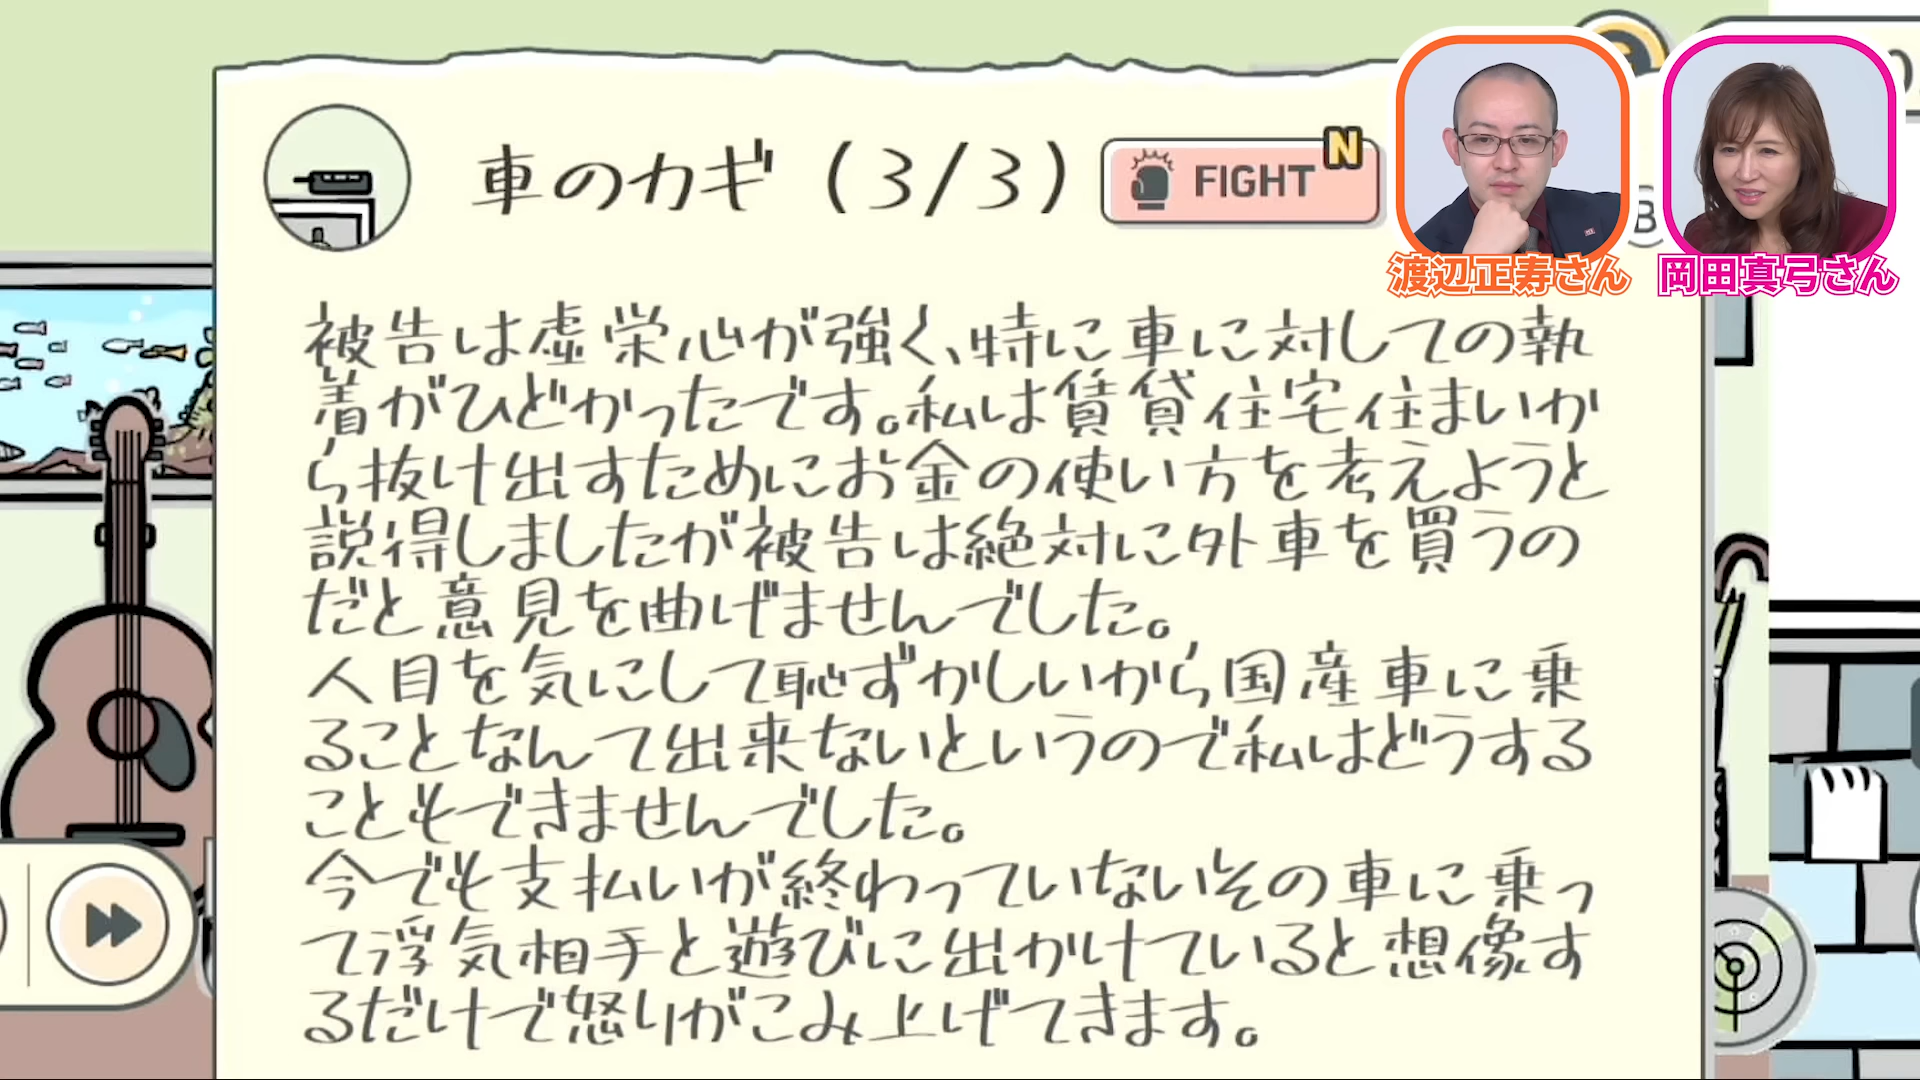 車のカギ（3/3）
FIGHT
N
渡辺正寿さん
岡田真弓さん
B
被告は虚栄心が強く、特に車に対しての執
着がひどかったです。私は賃貸住宅住まいか
ら抜け出すためにお金の使い方を考えようと
説得しましたが被告は絶対に外車を買うの
だと意見を曲げませんでした。
人目を気にして恥ずかしいから国産車に乗
ることなんて出来ないというので私はどうする
こともできませんでした。
今でも支払いが終わっていないその車に乗っ
て浮気相手と遊びに出かけていると想像す
るだけで怒りがこみ上げてきます。